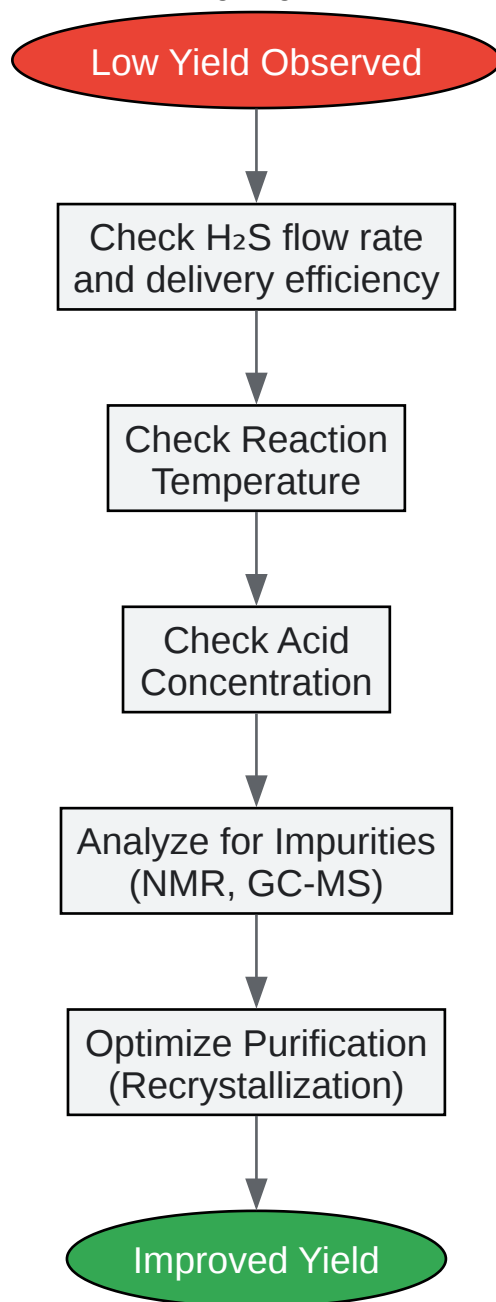 Low Yield Observed
Check H₂S flow rate
and delivery efficiency
Check Reaction
Temperature
Check Acid
Concentration
Analyze for Impurities
(NMR, GC-MS)
Optimize Purification
(Recrystallization)
Improved Yield